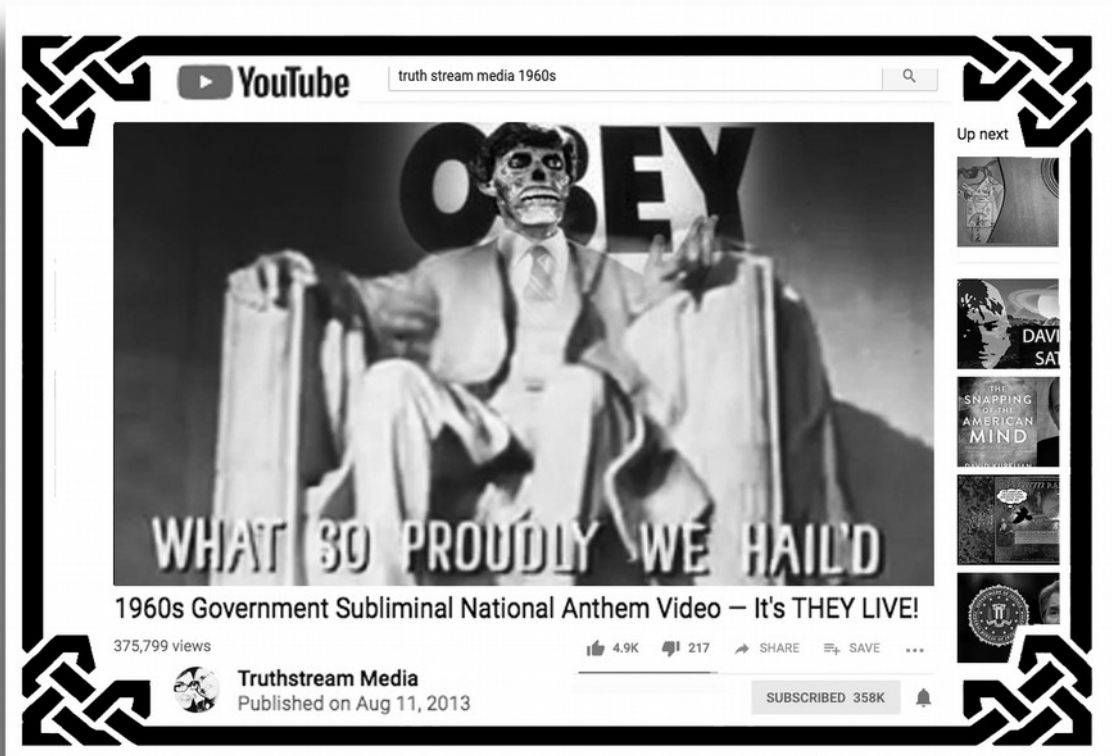 YouTube
truth stream media 1960s
Up next
OBEY
WHAT SO PROUDLY WE HAIL'D
DAVI
SAT
THE
SNAPPING
OF THE
AMERICAN
MIND
1960s Government Subliminal National Anthem Video — It's THEY LIVE!
375,799 views
4.9K
217
SHARE
SAVE
Truthstream Media
Published on Aug 11, 2013
SUBSCRIBED 358K